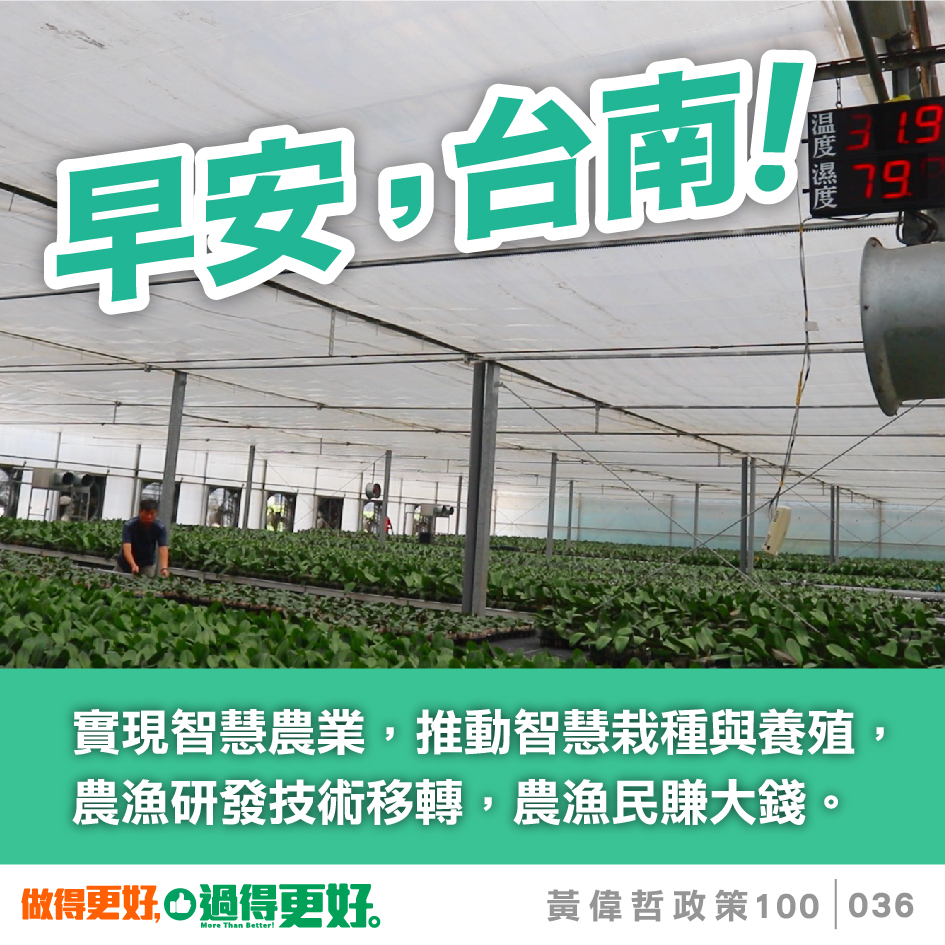 早安，台南！
温度 31.9
濕度 79.
實現智慧農業，推動智慧栽種與養殖，
農漁研發技術移轉，農漁民賺大錢。
做得更好，過得更好。
More Than Better!
黃偉哲政策100 | 036